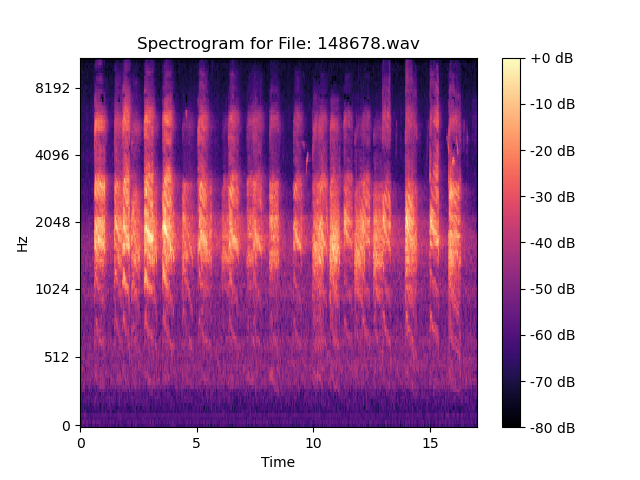 Spectrogram for File: 148678.wav
8192
4096
2048
1024
512
0
Hz
0 5 10 15
Time
+0 dB
-10 dB
-20 dB
-30 dB
-40 dB
-50 dB
-60 dB
-70 dB
-80 dB